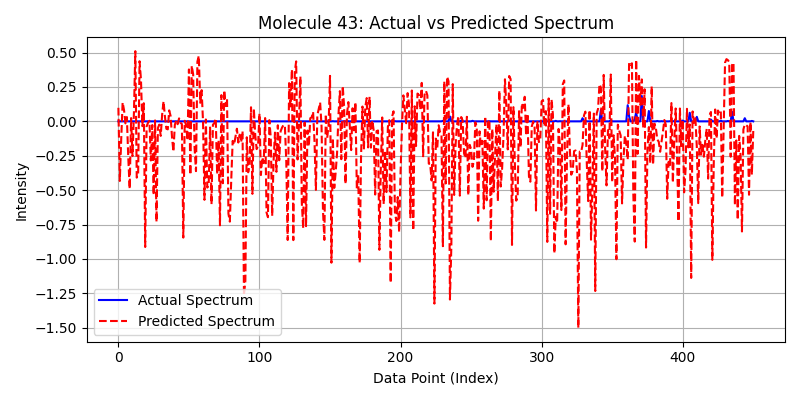 Molecule 43: Actual vs Predicted Spectrum
Intensity
0.50
0.25
0.00
−0.25
−0.50
−0.75
−1.00
−1.25
−1.50
Actual Spectrum
Predicted Spectrum
0
100
200
300
400
Data Point (Index)